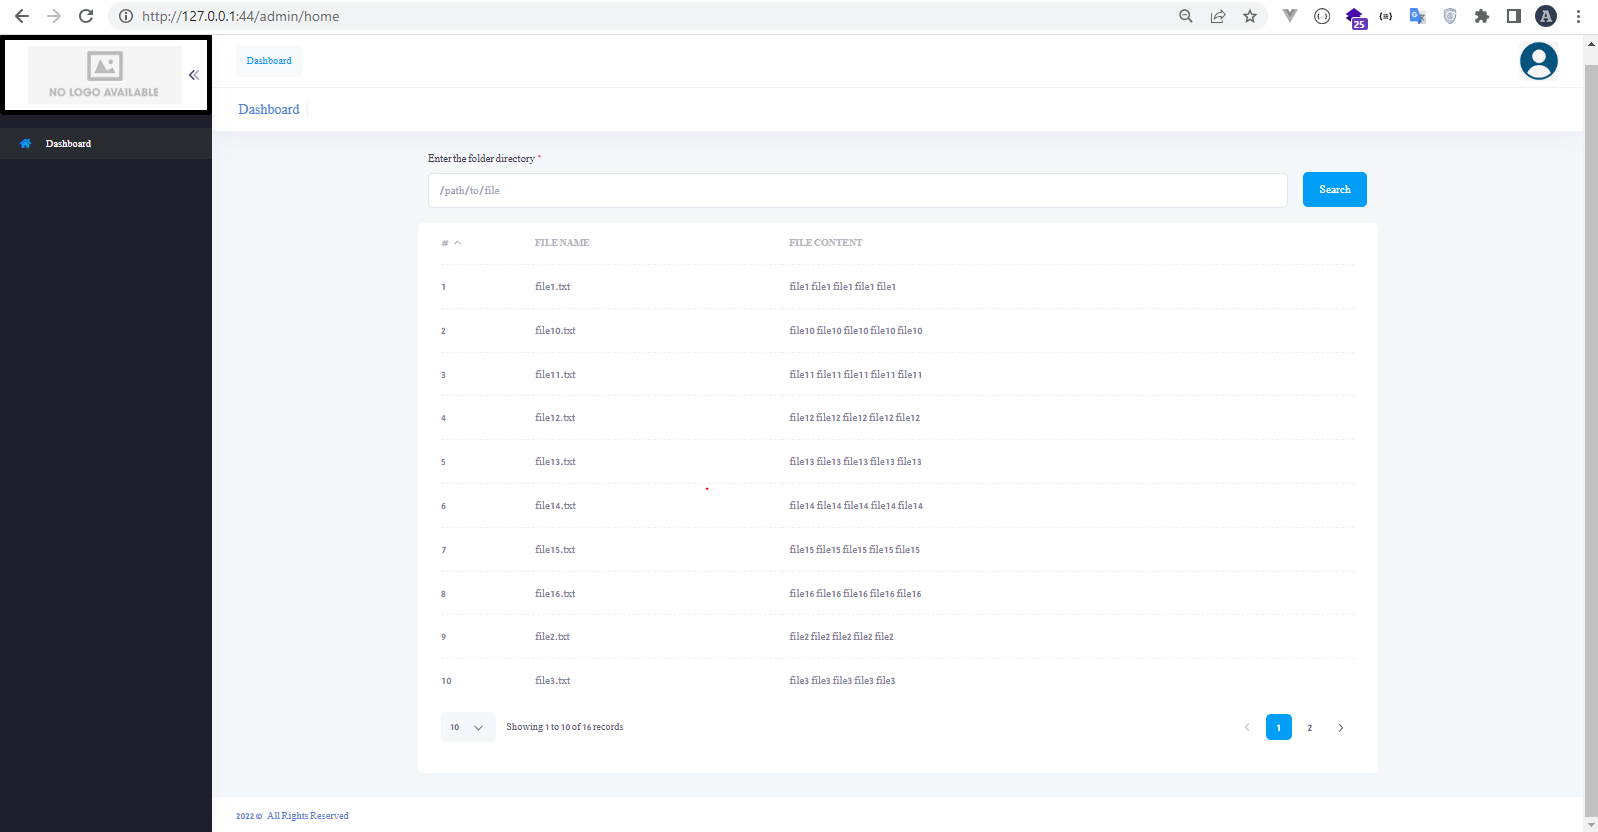 http://127.0.0.1:44/admin/home
25
A
NO LOGO AVAILABLE
Dashboard
Dashboard
Dashboard
Enter the folder directory *
/path/to/file
Search
# FILE NAME FILE CONTENT
1 file1.txt file1 file1 file1 file1 file1
2 file10.txt file10 file10 file10 file10 file10
3 file11.txt file11 file11 file11 file11 file11
4 file12.txt file12 file12 file12 file12 file12
5 file13.txt file13 file13 file13 file13 file13
6 file14.txt file14 file14 file14 file14 file14
7 file15.txt file15 file15 file15 file15 file15
8 file16.txt file16 file16 file16 file16 file16
9 file2.txt file2 file2 file2 file2 file2
10 file3.txt file3 file3 file3 file3 file3
10 Showing 1 to 10 of 16 records 1 2
2022 © All Rights Reserved